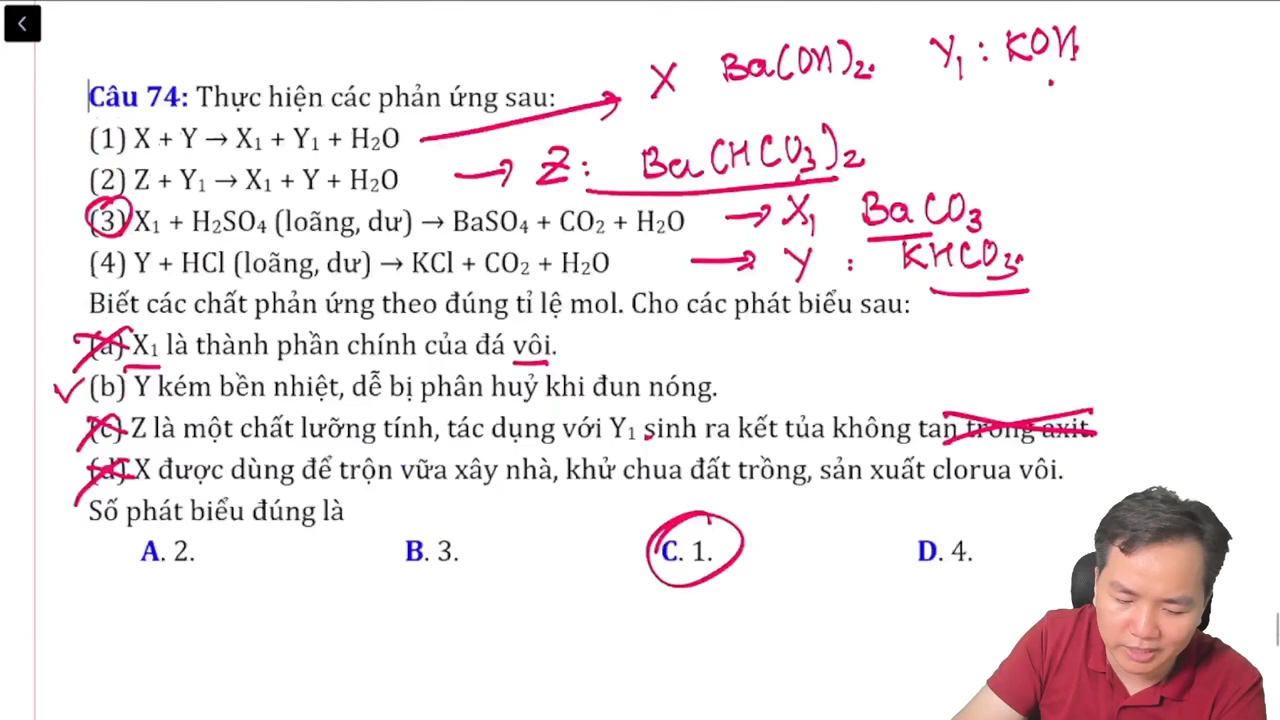 X Ba(OH)₂. Y₁ : KOH
Câu 74: Thực hiện các phản ứng sau:
(1) X + Y → X₁ + Y₁ + H₂O
(2) Z + Y₁ → X₁ + Y + H₂O → Z : Ba(HCO₃)₂
(3) X₁ + H₂SO₄ (loãng, dư) → BaSO₄ + CO₂ + H₂O → X₁ BaCO₃
(4) Y + HCl (loãng, dư) → KCl + CO₂ + H₂O → Y : KHCO₃.
Biết các chất phản ứng theo đúng tỉ lệ mol. Cho các phát biểu sau:
(a) X₁ là thành phần chính của đá vôi.
(b) Y kém bền nhiệt, dễ bị phân huỷ khi đun nóng.
(c) Z là một chất lưỡng tính, tác dụng với Y₁ sinh ra kết tủa không tan trong axit.
(d) X được dùng để trộn vữa xây nhà, khử chua đất trồng, sản xuất clorua vôi.
Số phát biểu đúng là
A. 2. B. 3. C. 1. D. 4.